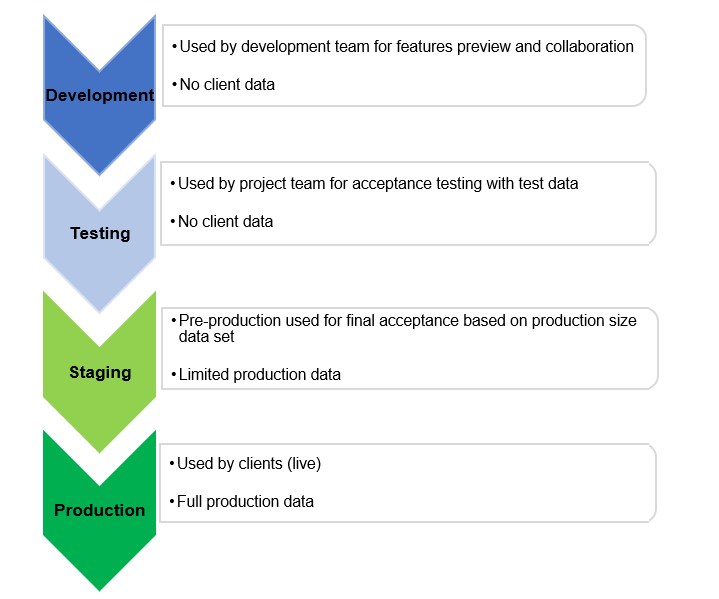 Development
•Used by development team for features preview and collaboration
•No client data
Testing
•Used by project team for acceptance testing with test data
•No client data
Staging
•Pre-production used for final acceptance based on production size
data set
•Limited production data
Production
•Used by clients (live)
•Full production data